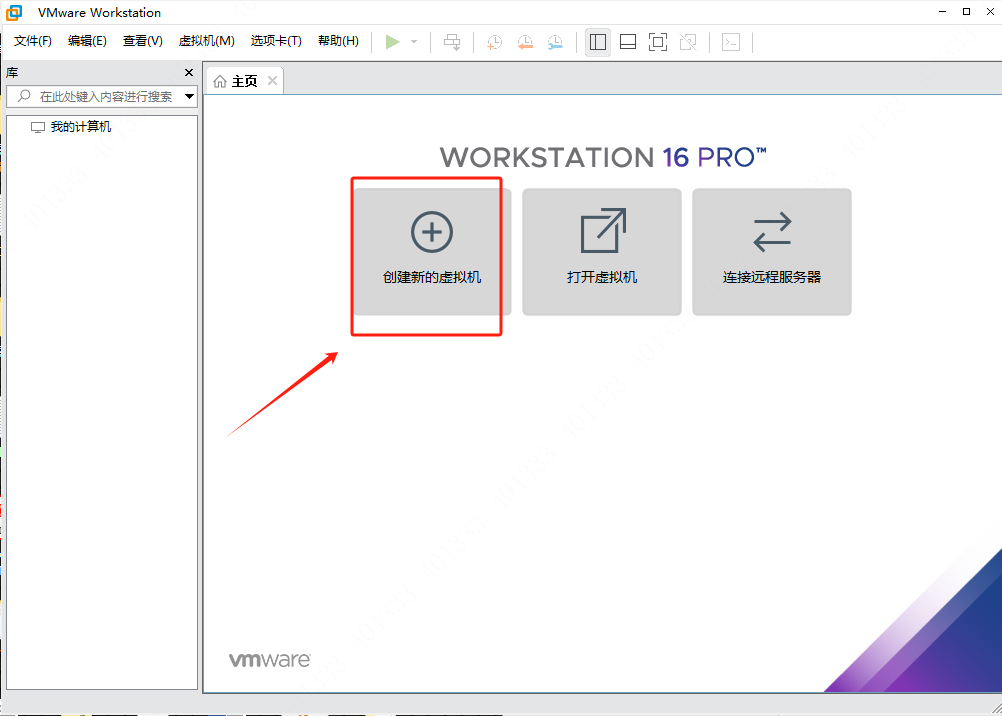 VMware Workstation
文件(F) 编辑(E) 查看(V) 虚拟机(M) 选项卡(T) 帮助(H)
库
主页
在此处键入内容进行搜索
我的计算机
WORKSTATION 16 PRO™
创建新的虚拟机 打开虚拟机 连接远程服务器
vmware